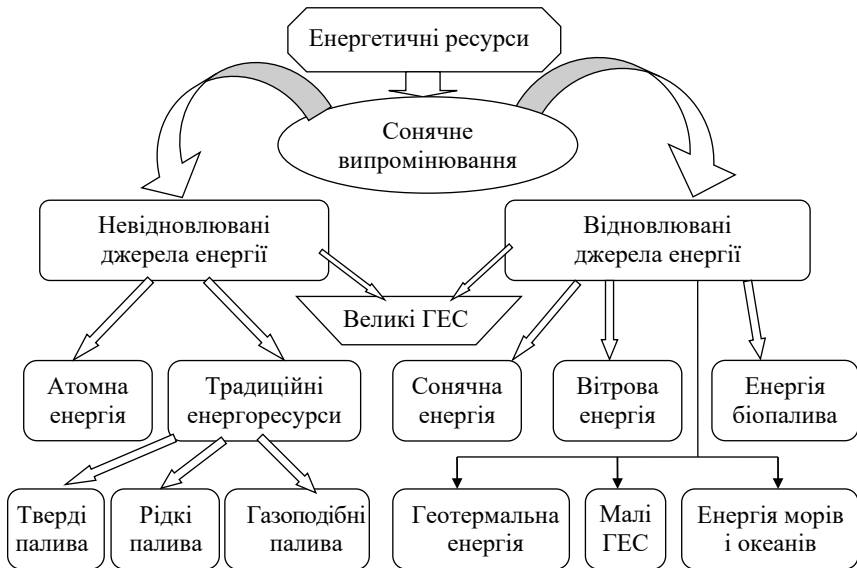 Енергетичні ресурси
Сонячне
випромінювання
Невідновлювані
джерела енергії
Відновлювані
джерела енергії
Великі ГЕС
Атомна
енергія
Традиційні
енергоресурси
Сонячна
енергія
Вітрова
енергія
Енергія
біопалива
Тверді
палива
Рідкі
палива
Газоподібні
палива
Геотермальна
енергія
Малі
ГЕС
Енергія морів
і океанів